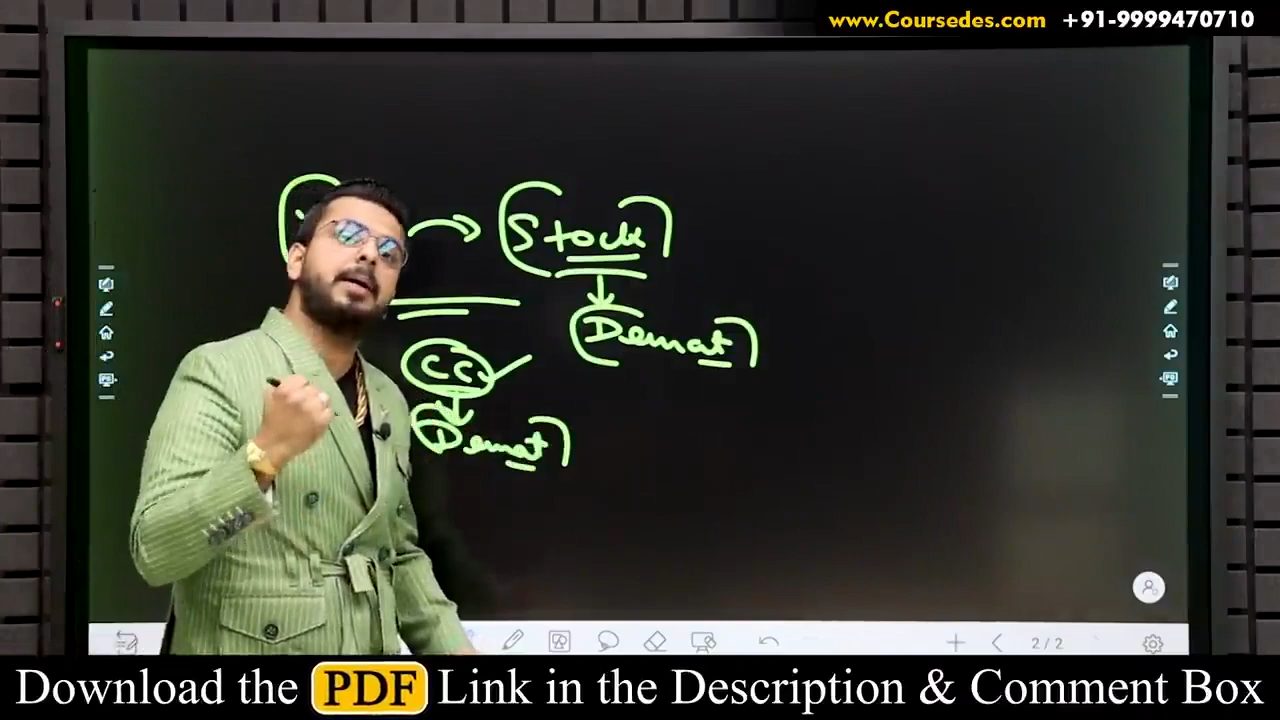 www.Coursedes.com +91-9999470710
Stock
Demat
CC
Demat
2/2
Download the PDF Link in the Description & Comment Box